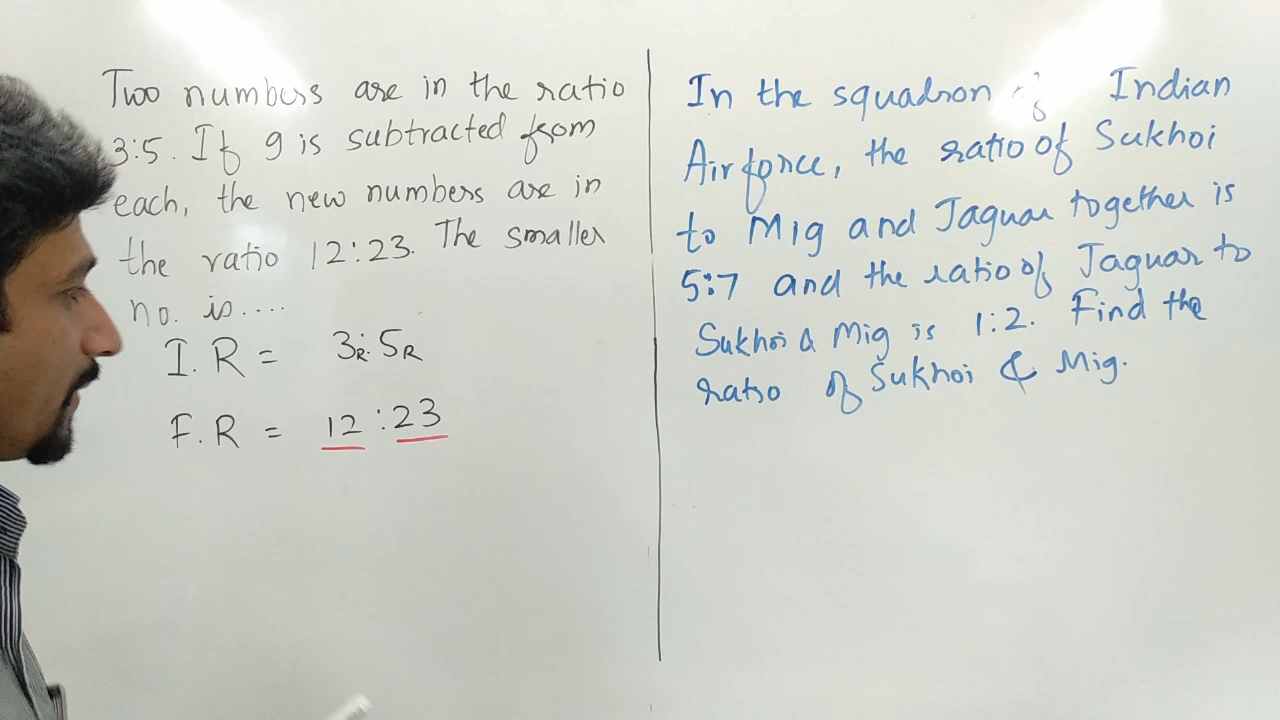 Two numbers are in the ratio
3:5. If 9 is subtracted from
each, the new numbers are in
the ratio 12:23. The smaller
no. is....
I.R = 3R:5R
F.R = 12:23
In the squadron of Indian
Airforce, the ratio of Sukhoi
to Mig and Jaguar together is
5:7 and the ratio of Jaguar to
Sukhoi & Mig is 1:2. Find the
ratio of Sukhoi & Mig.